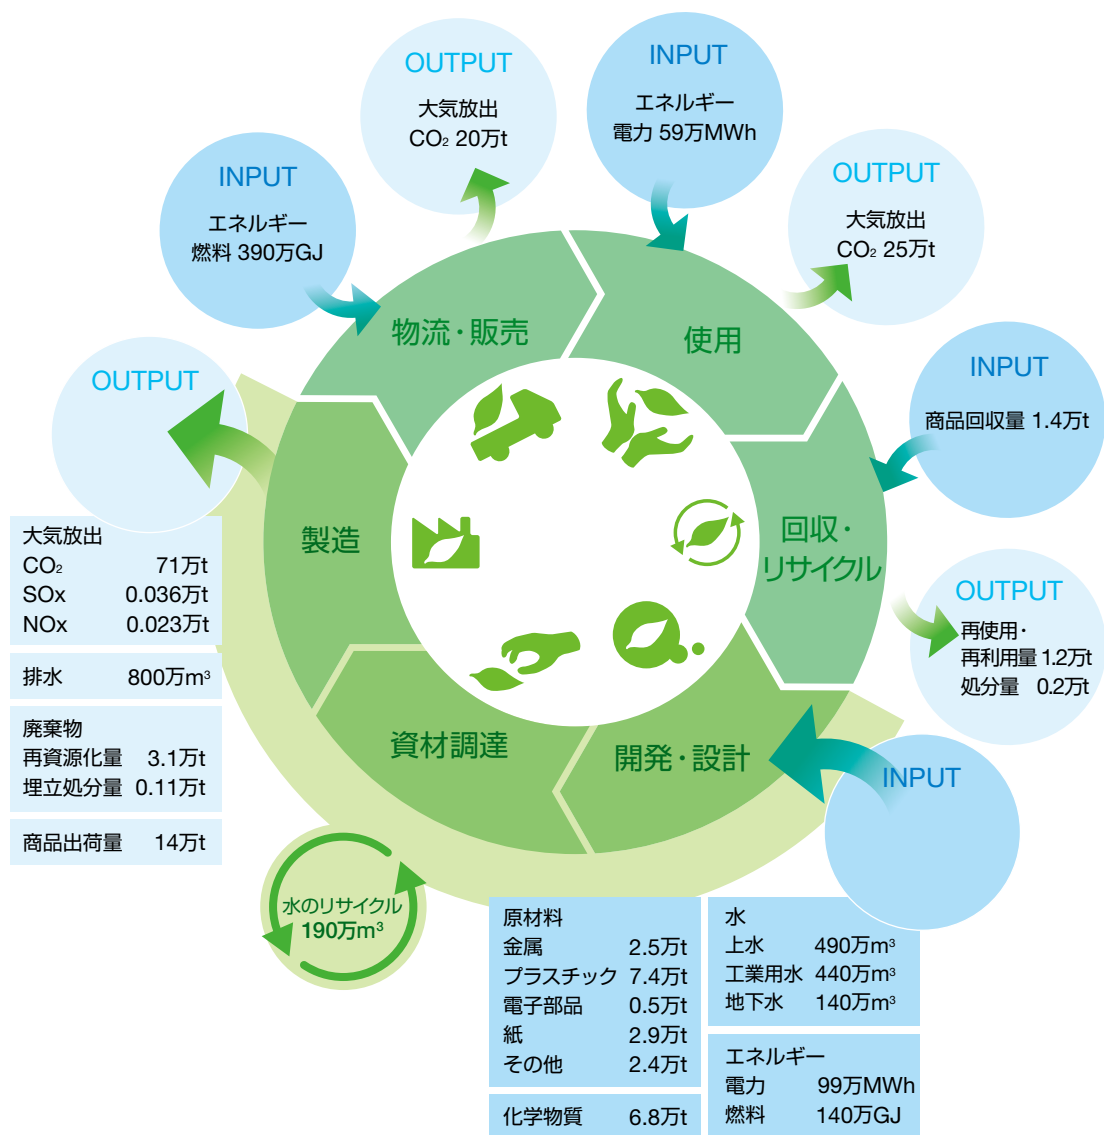 OUTPUT
大気放出
CO₂ 20万t
INPUT
エネルギー
電力 59万MWh
INPUT
エネルギー
燃料 390万GJ
OUTPUT
大気放出
CO₂ 25万t
物流・販売
使用
INPUT
商品回収量 1.4万t
OUTPUT
大気放出
CO₂ 71万t
SOx 0.036万t
NOx 0.023万t
排水 800万m³
廃棄物
再資源化量 3.1万t
埋立処分量 0.11万t
商品出荷量 14万t
製造
回収・
リサイクル
OUTPUT
再使用・
再利用量 1.2万t
処分量 0.2万t
資材調達
開発・設計
INPUT
水のリサイクル
190万m³
原材料
金属 2.5万t
プラスチック 7.4万t
電子部品 0.5万t
紙 2.9万t
その他 2.4万t
化学物質 6.8万t
水
上水 490万m³
工業用水 440万m³
地下水 140万m³
エネルギー
電力 99万MWh
燃料 140万GJ